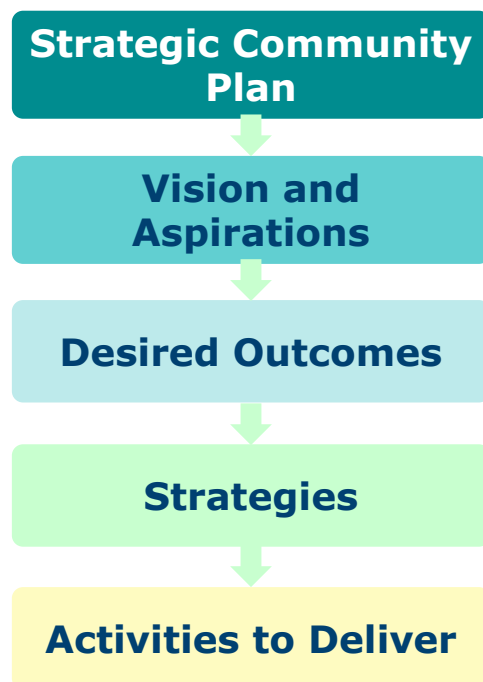 Strategic Community
Plan
Vision and
Aspirations
Desired Outcomes
Strategies
Activities to Deliver